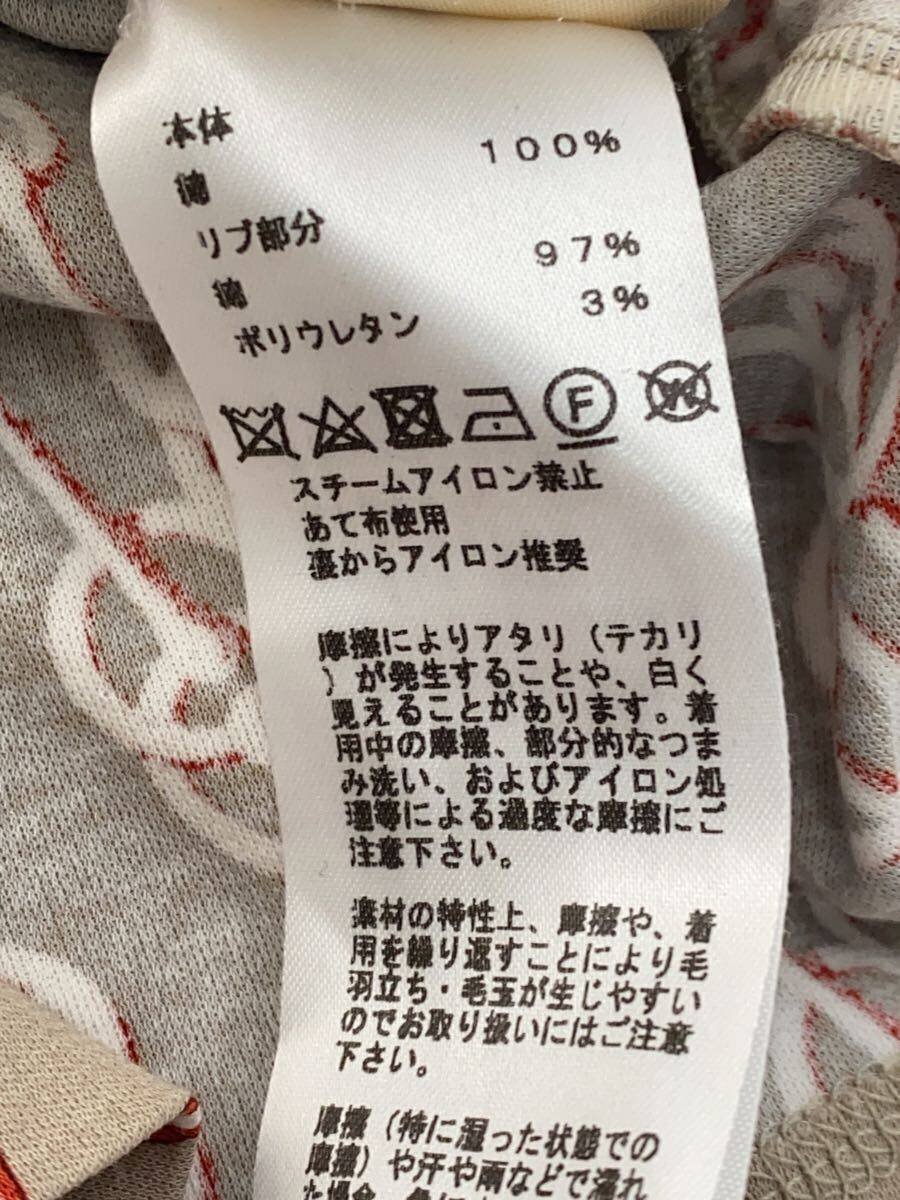 本体
綿 100%
リブ部分
綿 97%
ポリウレタン 3%
F
W
スチームアイロン禁止
あて布使用
裏からアイロン推奨
摩擦によりアタリ（テカリ
）が発生することや、白く
見えることがあります。着
用中の摩擦、部分的なつま
み洗い、およびアイロン処
理等による過度な摩擦にご
注意下さい。
素材の特性上、摩擦や、着
用を繰り返すことにより毛
羽立ち・毛玉が生じやすい
のでお取り扱いにはご注意
下さい。
摩擦（特に湿った状態での
摩擦）や汗や雨などで濡れ
た場合、